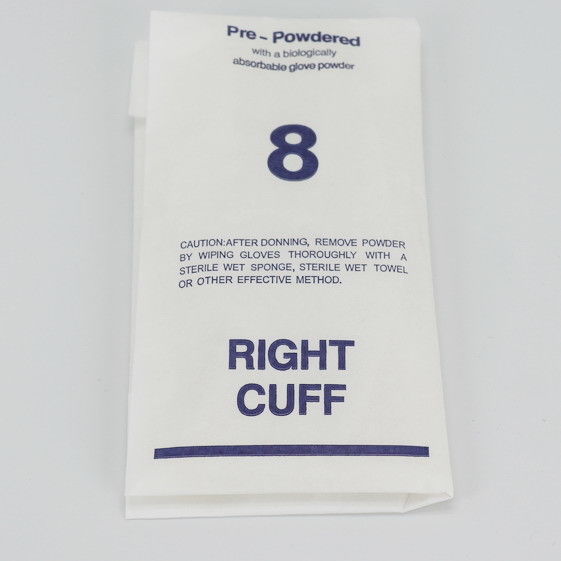 Pre - Powdered
with a biologically
absorbable glove powder
8
CAUTION:AFTER DONNING, REMOVE POWDER
BY WIPING GLOVES THOROUGHLY WITH A
STERILE WET SPONGE, STERILE WET TOWEL
OR OTHER EFFECTIVE METHOD.
RIGHT
CUFF